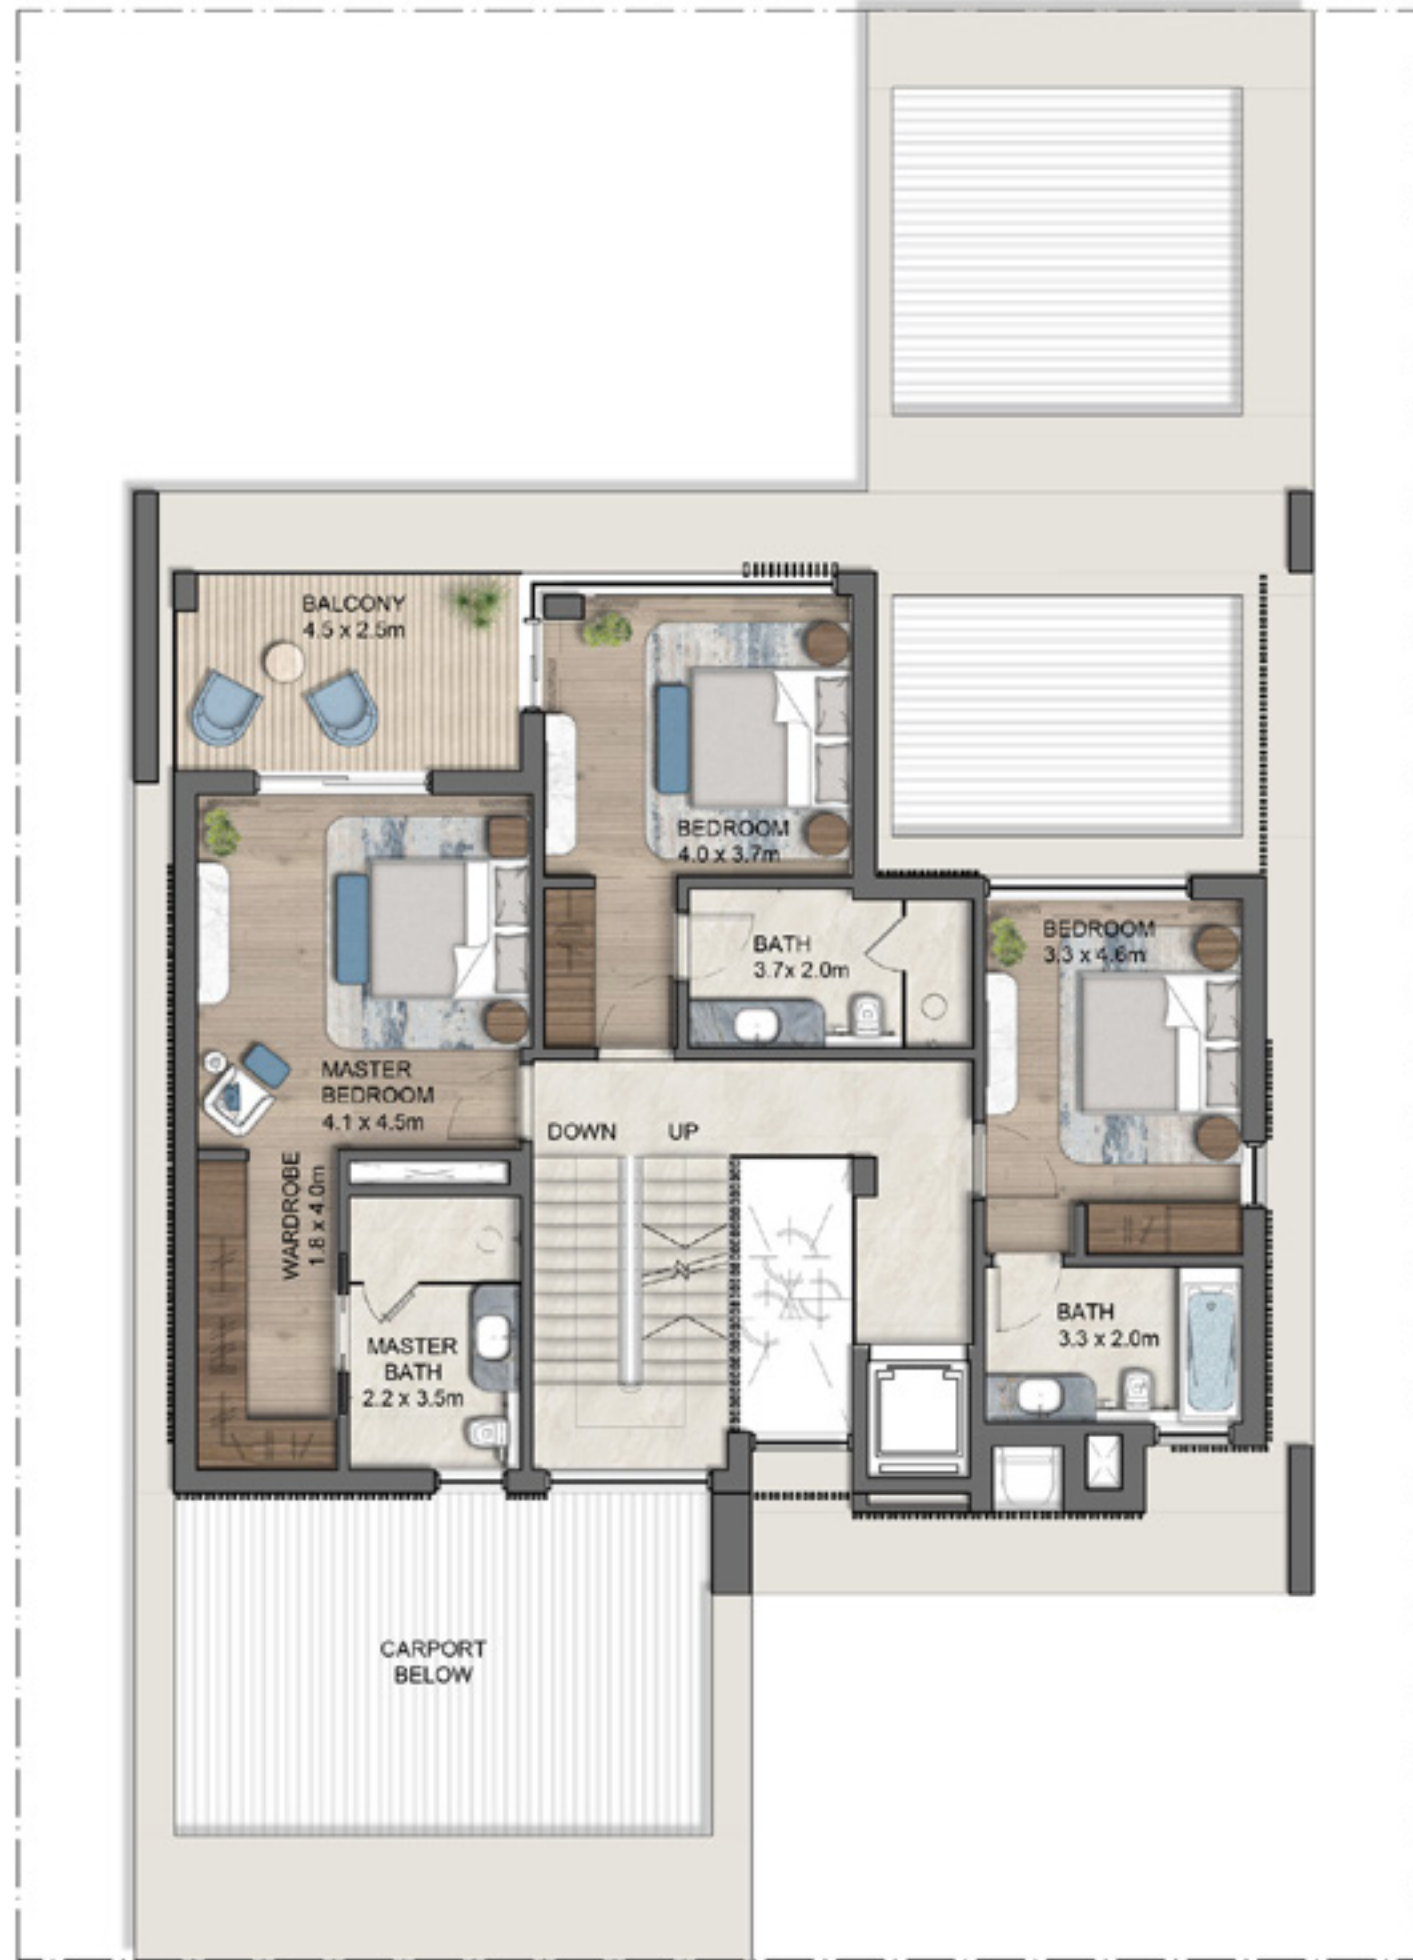 BALCONY
4.5 x 2.5m
BEDROOM
4.0 x 3.7m
BATH
3.7x 2.0m
BEDROOM
3.3 x 4.6m
MASTER
BEDROOM
4.1 x 4.5m
DOWN
UP
WARDROBE
1.8 x 4.0m
MASTER
BATH
2.2 x 3.5m
BATH
3.3 x 2.0m
CARPORT
BELOW